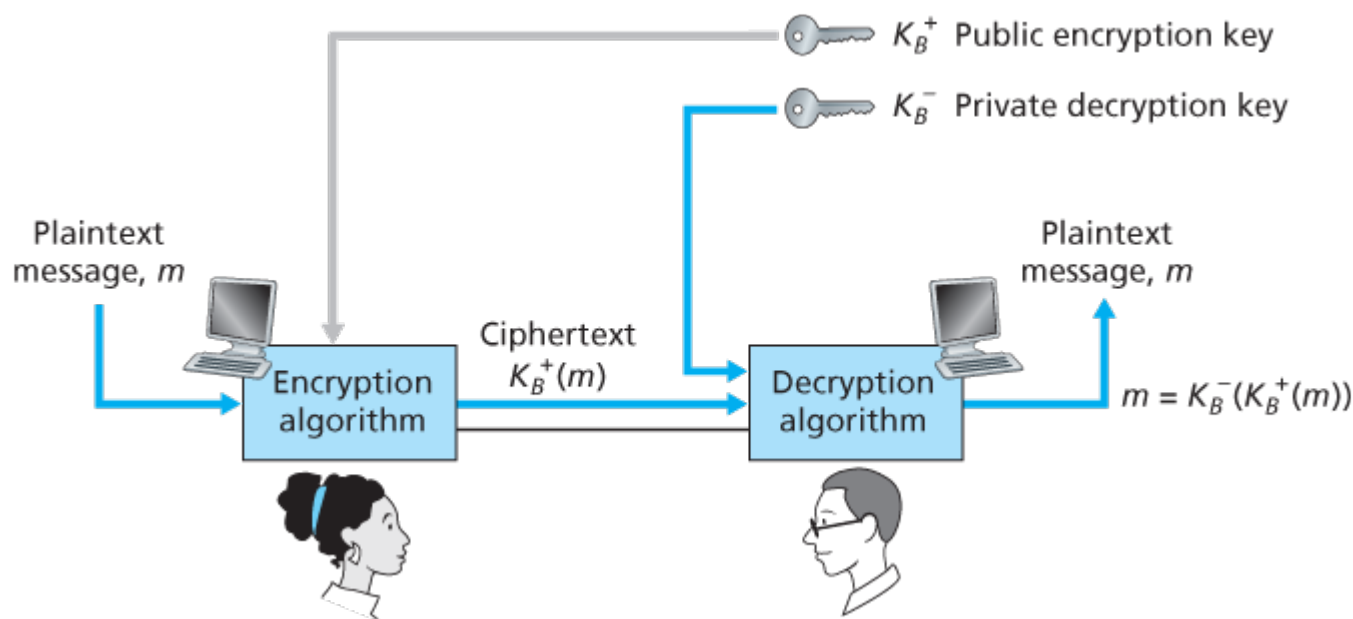 K_B^+ Public encryption key
K_B^- Private decryption key
Plaintext
message, m
Plaintext
message, m
Ciphertext
K_B^+(m)
Encryption
algorithm
Decryption
algorithm
m = K_B^-(K_B^+(m))